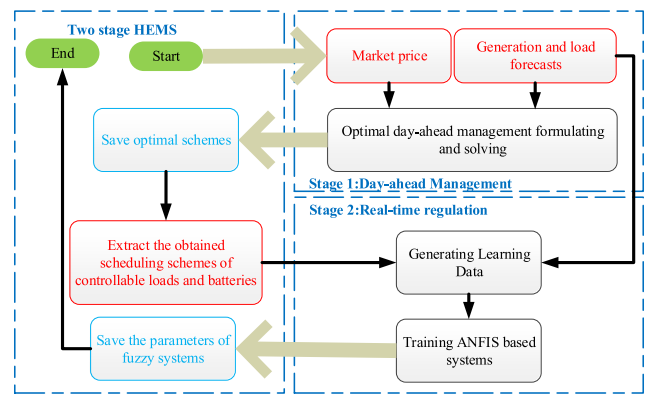 Two stage HEMS
End
Start
Market price
Generation and load
forecasts
Save optimal schemes
Optimal day-ahead management formulating
and solving
Stage 1:Day-ahead Management
Stage 2:Real-time regulation
Extract the obtained
scheduling schemes of
controllable loads and batteries
Generating Learning
Data
Save the parameters of
fuzzy systems
Training ANFIS based
systems